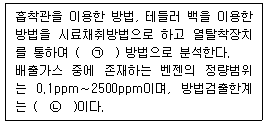 흡착관을 이용한 방법, 테들러 백을 이용한
방법을 시료채취방법으로 하고 열탈착장치
를 통하여 ( ㉠ ) 방법으로 분석한다.
배출가스 중에 존재하는 벤젠의 정량범위
는 0.1ppm~2500ppm이며, 방법검출한계
는 ( ㉡ )이다.